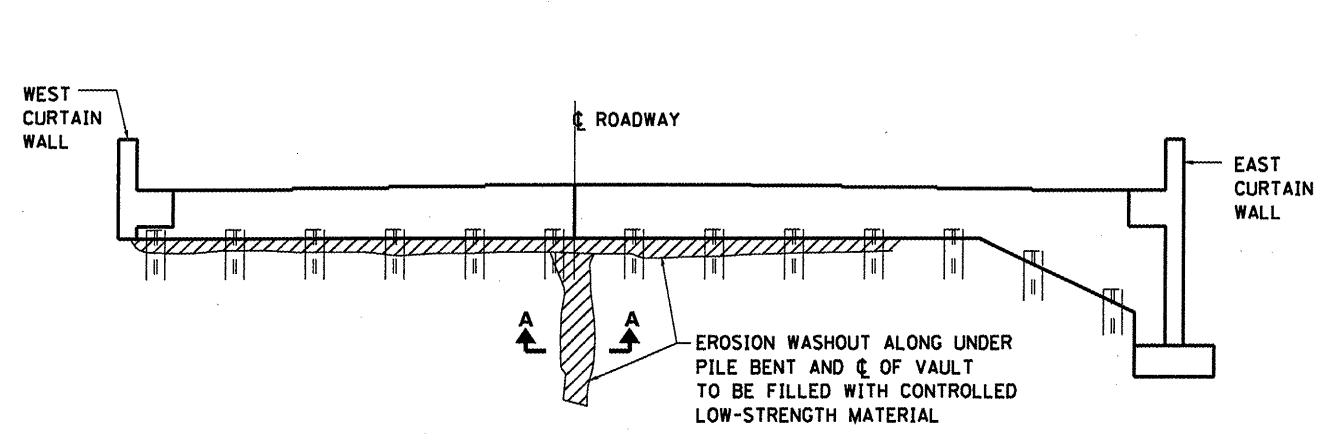 WEST
CURTAIN
WALL
℄ ROADWAY
EAST
CURTAIN
WALL
A A
EROSION WASHOUT ALONG UNDER
PILE BENT AND ℄ OF VAULT
TO BE FILLED WITH CONTROLLED
LOW-STRENGTH MATERIAL